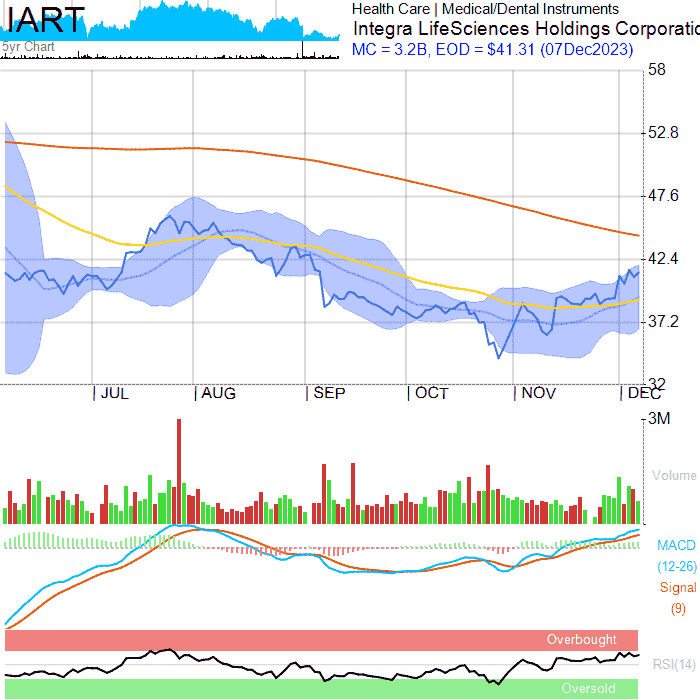 IART
Health Care | Medical/Dental Instruments
Integra LifeSciences Holdings Corporatio
5yr Chart
MC = 3.2B, EOD = $41.31 (07Dec2023)
58
52.8
47.6
42.4
37.2
32
JUL AUG SEP OCT NOV DEC
3M
Volume
MACD
(12-26)
Signal
(9)
Overbought
RSI(14)
Oversold